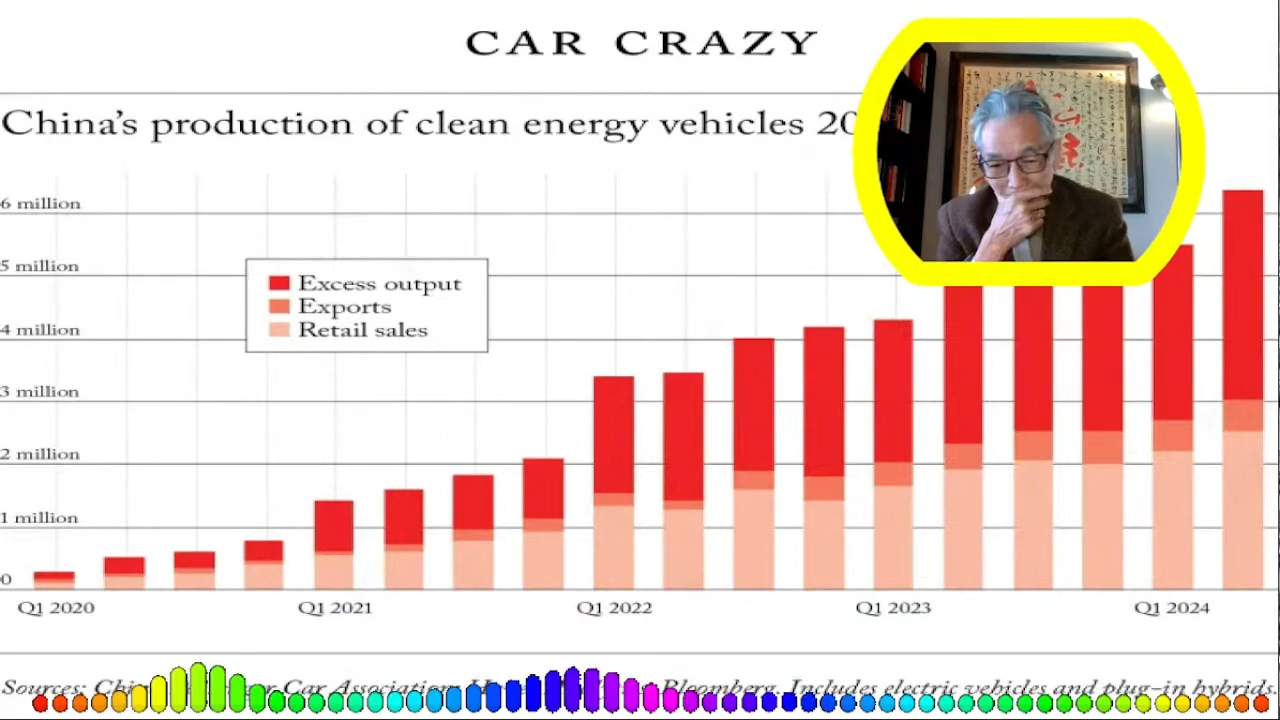 CAR CRAZY
China's production of clean energy vehicles 20
6 million
5 million
4 million
3 million
2 million
1 million
0
Excess output
Exports
Retail sales
Q1 2020
Q1 2021
Q1 2022
Q1 2023
Q1 2024
Sources: Car Association, Bloomberg. Includes electric vehicles and plug-in hybrids.